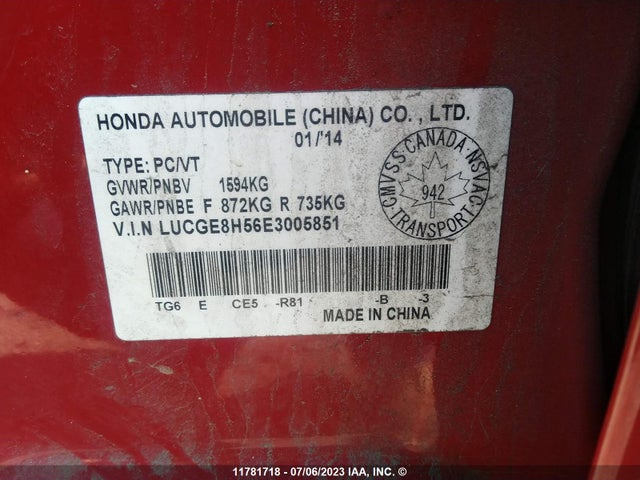 HONDA AUTOMOBILE (CHINA) CO., LTD.
01/'14
TYPE: PC/VT
GVWR/PNBV 1594KG
GAWR/PNBE F 872KG R 735KG
V.I.N LUCGE8H56E3005851
CMVSS·CANADA·NSVAC
942
TRANSPORT
TG6 E CE5 -R81 -B -3
MADE IN CHINA
11781718 - 07/06/2023 IAA, INC. ©